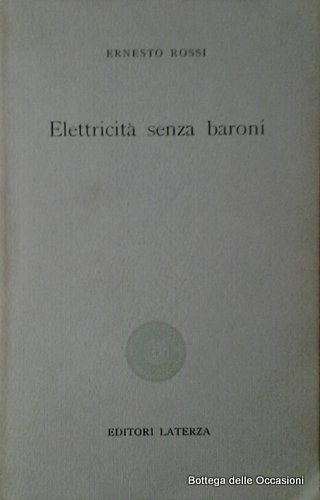 ERNESTO ROSSI
Elettricità senza baroni
EDITORI LATERZA
Bottega delle Occasioni